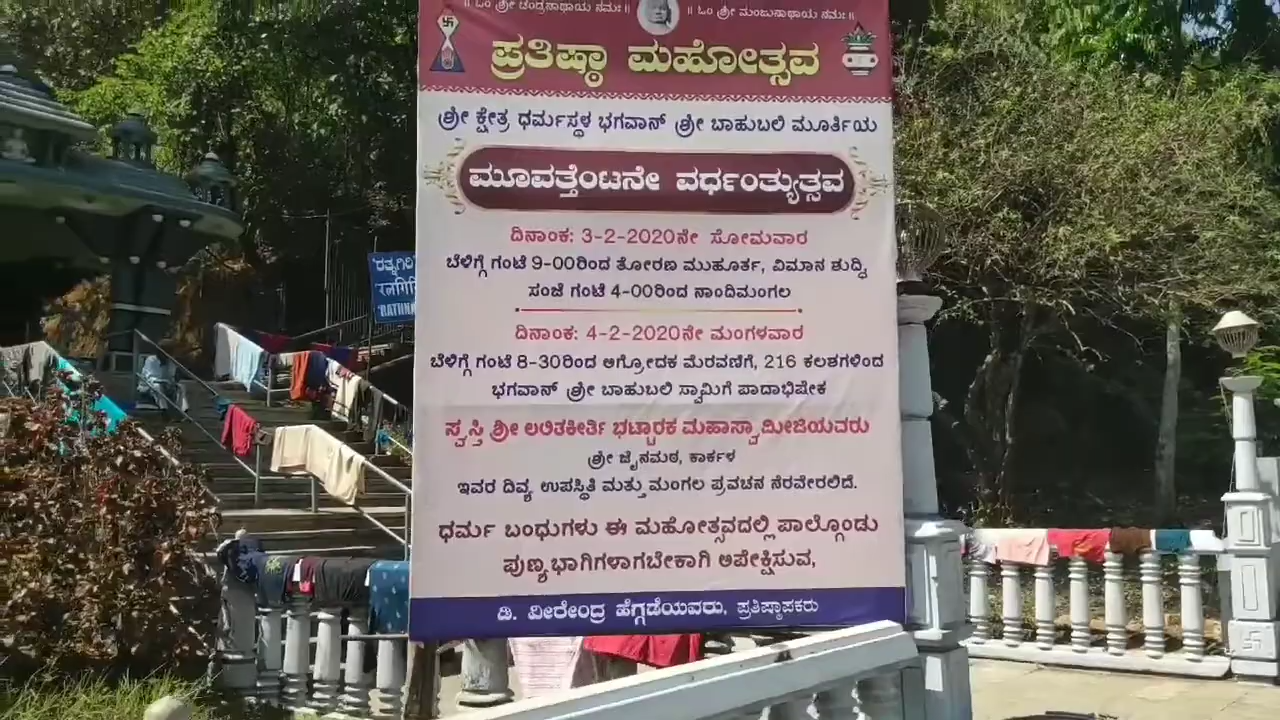 ॥ ಓಂ ಶ್ರೀ ಚಂದ್ರನಾಥಾಯ ನಮಃ ॥ ॥ ಓಂ ಶ್ರೀ ಮಂಜುನಾಥಾಯ ನಮಃ ॥
ಪ್ರತಿಷ್ಠಾ ಮಹೋತ್ಸವ
ಶ್ರೀ ಕ್ಷೇತ್ರ ಧರ್ಮಸ್ಥಳ ಭಗವಾನ್ ಶ್ರೀ ಬಾಹುಬಲಿ ಮೂರ್ತಿಯ
ಮೂವತ್ತೆಂಟನೇ ವರ್ಧಂತ್ಯುತ್ಸವ
ದಿನಾಂಕ: 3-2-2020ನೇ ಸೋಮವಾರ
ಬೆಳಿಗ್ಗೆ ಗಂಟೆ 9-00ರಿಂದ ತೋರಣ ಮುಹೂರ್ತ, ವಿಮಾನ ಶುದ್ಧಿ
ಸಂಜೆ ಗಂಟೆ 4-00ರಿಂದ ನಾಂದಿಮಂಗಲ
ದಿನಾಂಕ: 4-2-2020ನೇ ಮಂಗಳವಾರ
ಬೆಳಿಗ್ಗೆ ಗಂಟೆ 8-30ರಿಂದ ಅಗ್ರೋದಕ ಮೆರವಣಿಗೆ, 216 ಕಲಶಗಳಿಂದ
ಭಗವಾನ್ ಶ್ರೀ ಬಾಹುಬಲಿ ಸ್ವಾಮಿಗೆ ಪಾದಾಭಿಷೇಕ
ಸ್ವಸ್ತಿ ಶ್ರೀ ಲಲಿತಕೀರ್ತಿ ಭಟ್ಟಾರಕ ಮಹಾಸ್ವಾಮೀಜಿಯವರು
ಶ್ರೀ ಜೈನಮಠ, ಕಾರ್ಕಳ
ಇವರ ದಿವ್ಯ ಉಪಸ್ಥಿತಿ ಮತ್ತು ಮಂಗಲ ಪ್ರವಚನ ನೆರವೇರಲಿದೆ.
ಧರ್ಮ ಬಂಧುಗಳು ಈ ಮಹೋತ್ಸವದಲ್ಲಿ ಪಾಲ್ಗೊಂಡು
ಪುಣ್ಯಭಾಗಿಗಳಾಗಬೇಕಾಗಿ ಅಪೇಕ್ಷಿಸುವ,
ಡಿ. ವೀರೇಂದ್ರ ಹೆಗ್ಗಡೆಯವರು, ಪ್ರತಿಷ್ಠಾಪಕರು
'ರತ್ನಗಿರಿ'